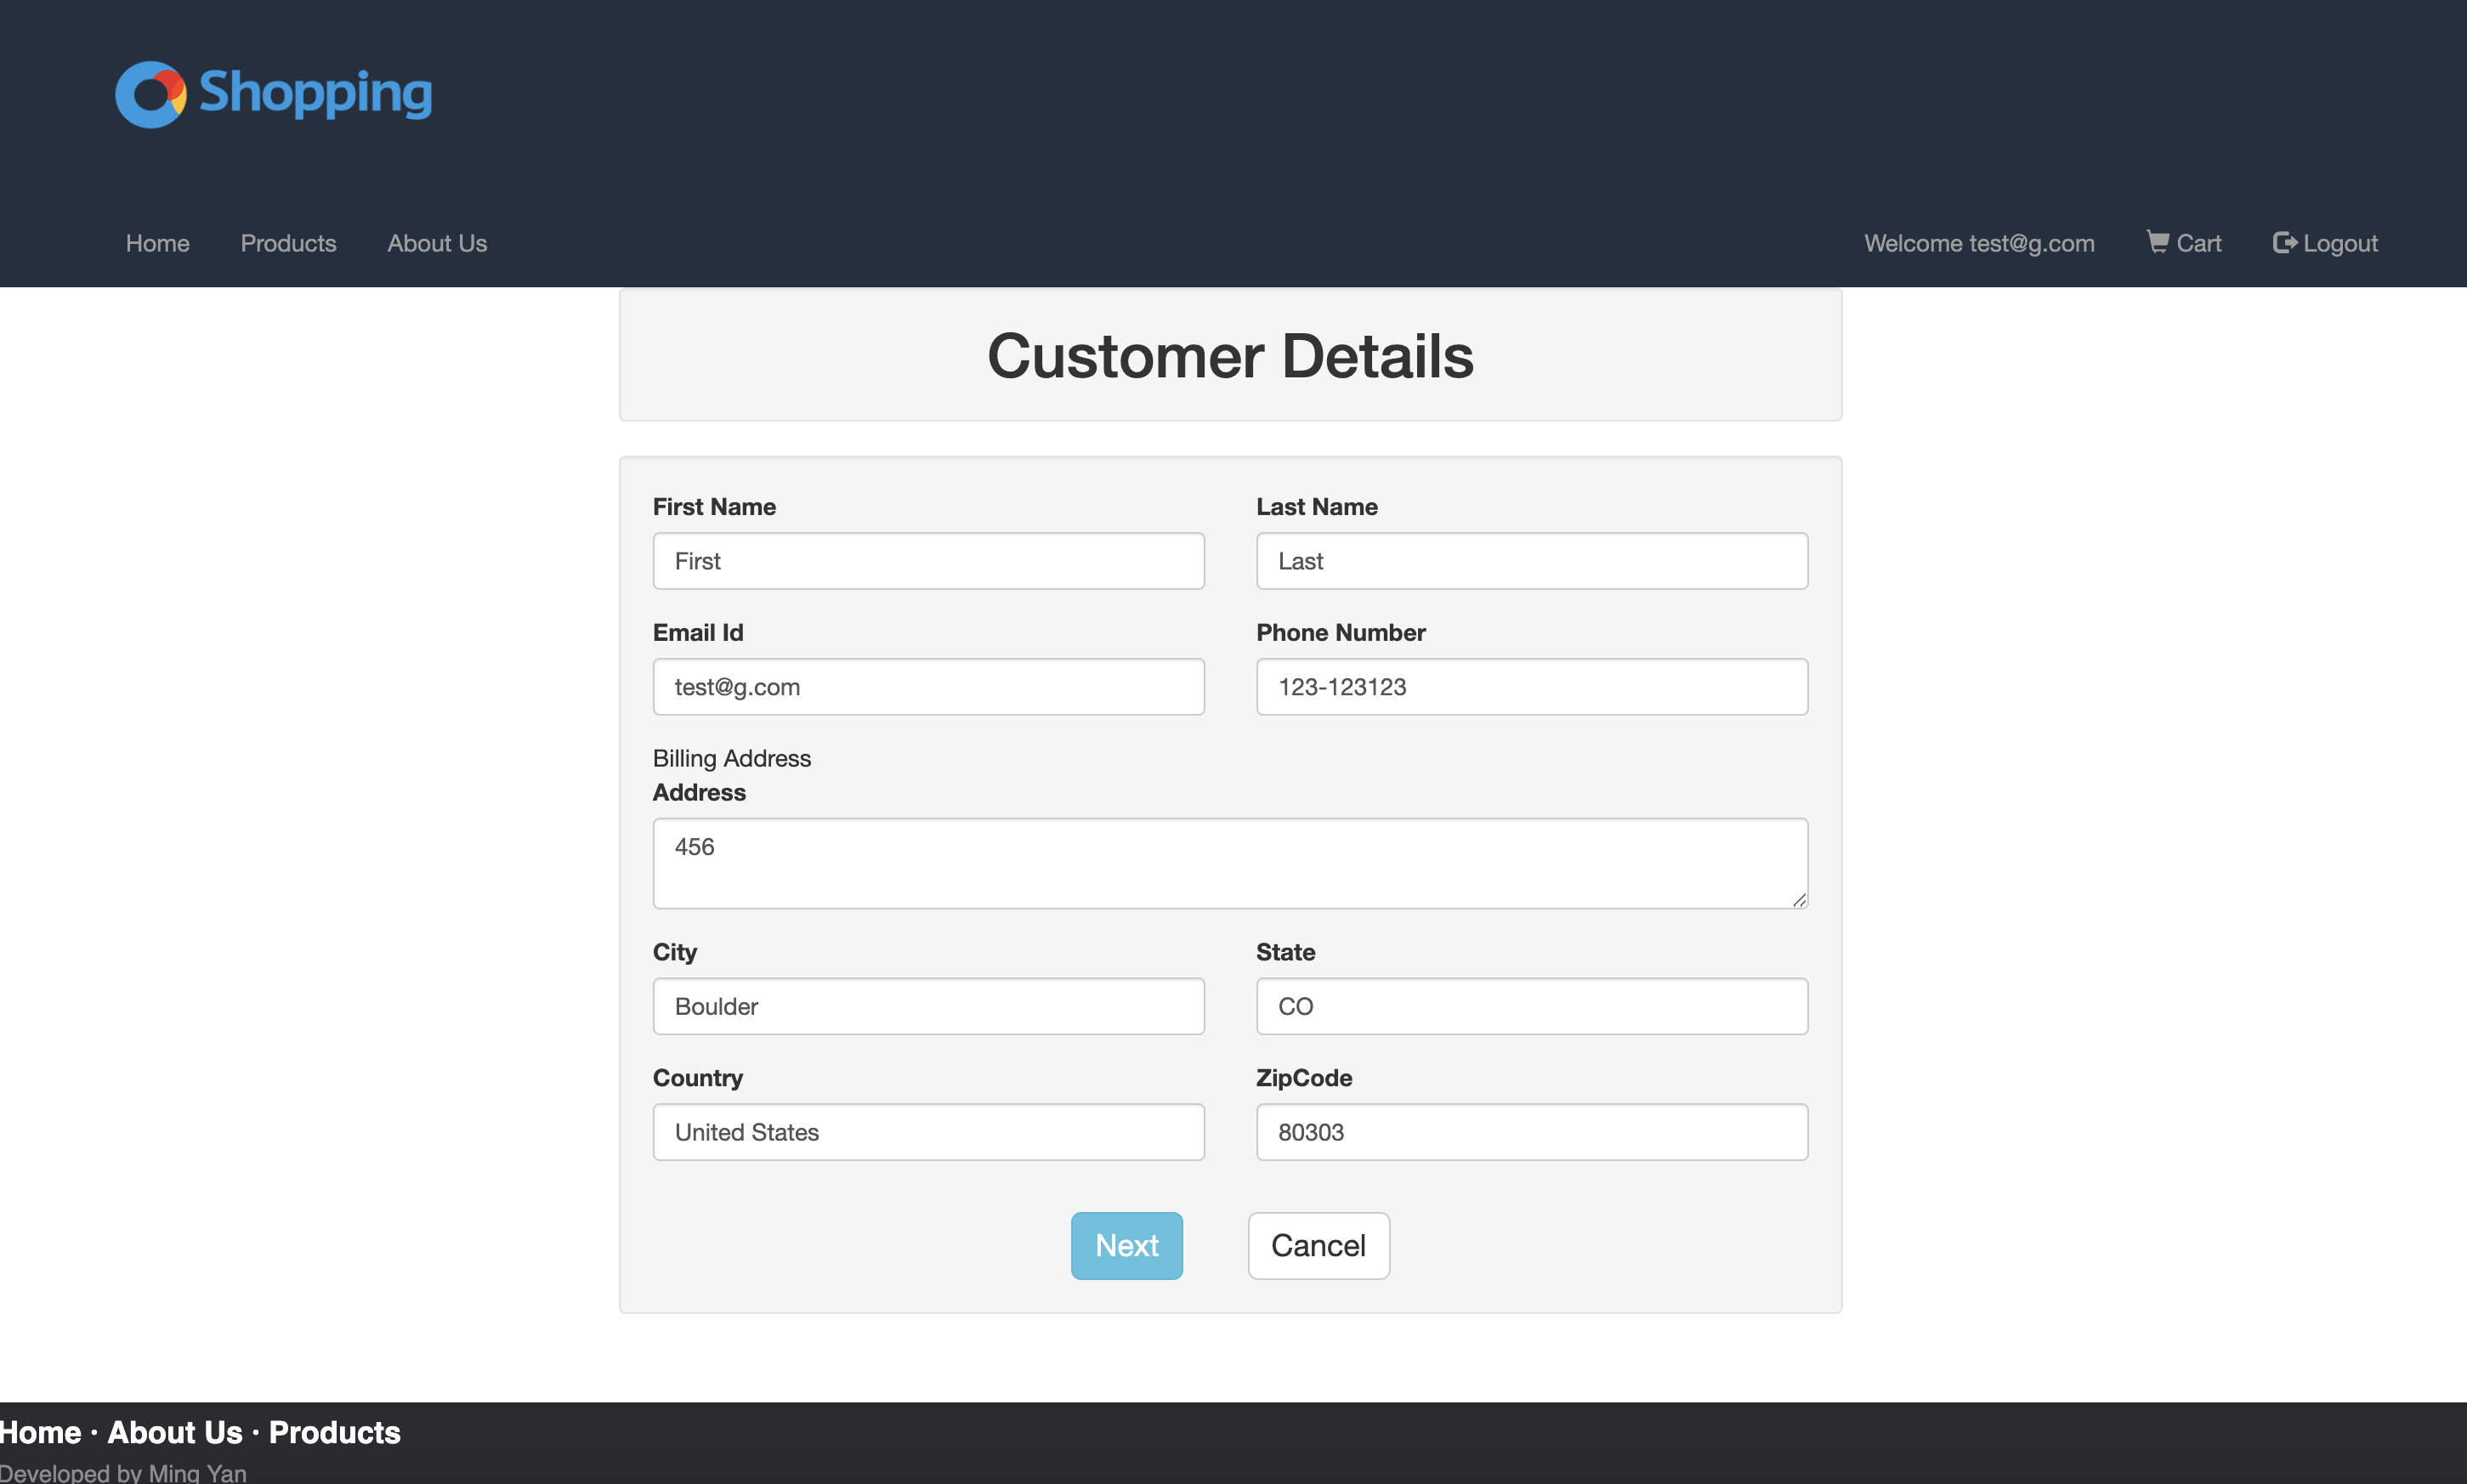 Shopping
Home Products About Us Welcome test@g.com Cart Logout
Customer Details
First Name Last Name
First Last
Email Id Phone Number
test@g.com 123-123123
Billing Address
Address
456
City State
Boulder CO
Country ZipCode
United States 80303
Next Cancel
Home · About Us · Products
Developed by Ming Yan